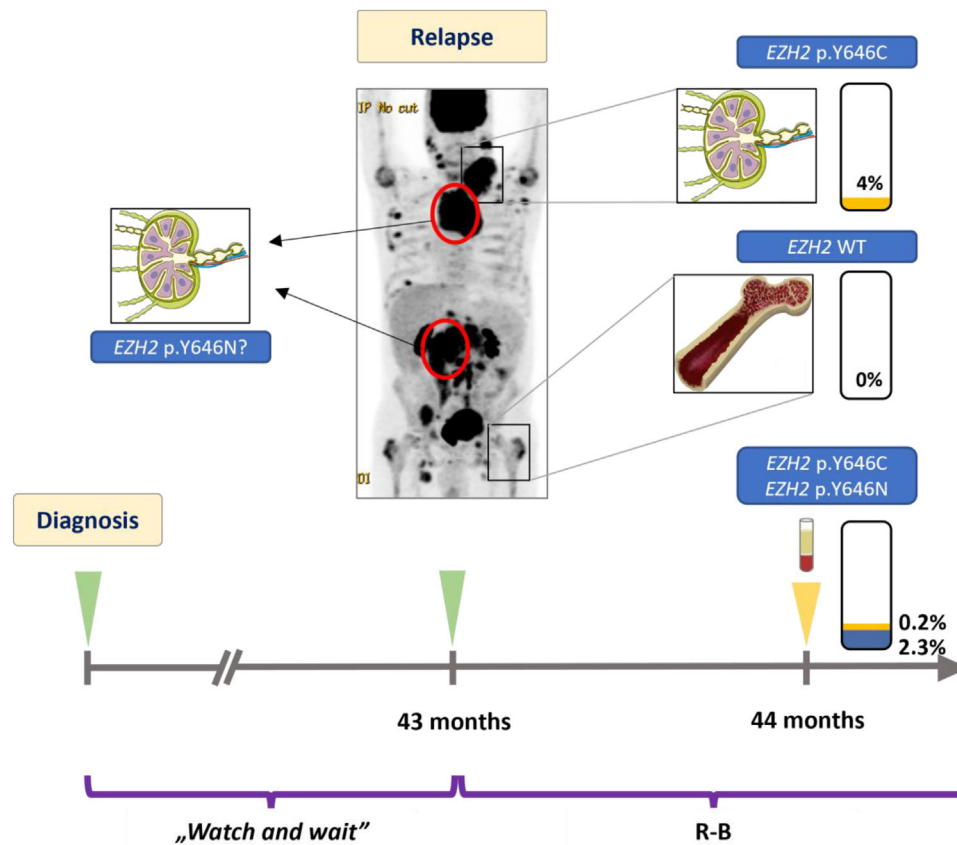 Relapse
EZH2 p.Y646C
IP No cut
4%
EZH2 WT
EZH2 p.Y646N?
0%
DI
EZH2 p.Y646C
EZH2 p.Y646N
Diagnosis
0.2%
2.3%
43 months
44 months
„Watch and wait”
R-B